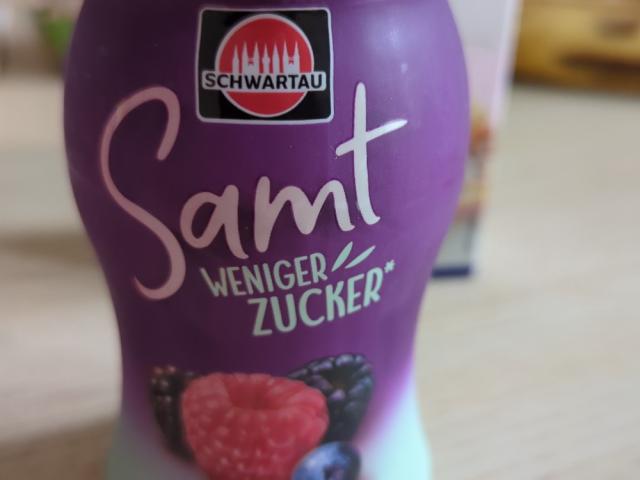 SCHWARTAU
Samt
WENIGER
ZUCKER*